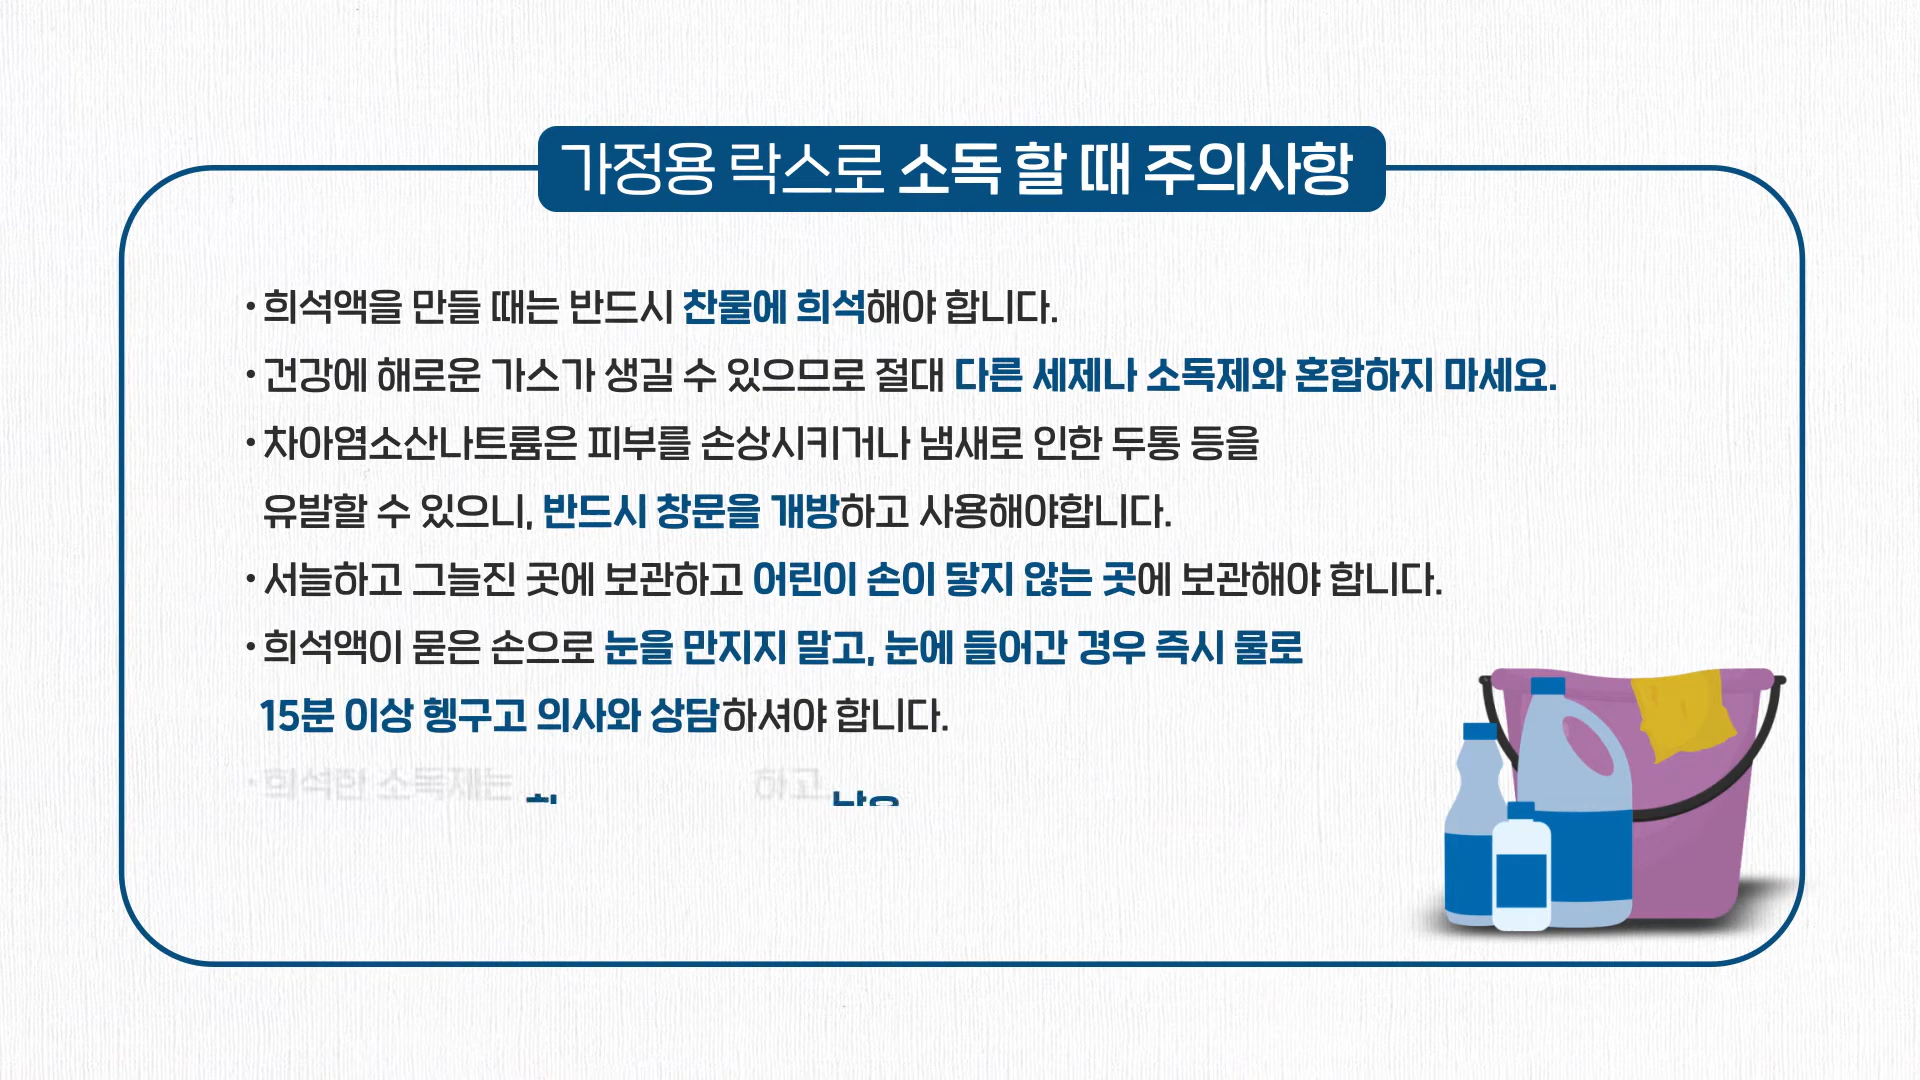 가정용 락스로 소독 할 때 주의사항
• 희석액을 만들 때는 반드시 찬물에 희석해야 합니다.
• 건강에 해로운 가스가 생길 수 있으므로 절대 다른 세제나 소독제와 혼합하지 마세요.
• 차아염소산나트륨은 피부를 손상시키거나 냄새로 인한 두통 등을
유발할 수 있으니, 반드시 창문을 개방하고 사용해야합니다.
• 서늘하고 그늘진 곳에 보관하고 어린이 손이 닿지 않는 곳에 보관해야 합니다.
• 희석액이 묻은 손으로 눈을 만지지 말고, 눈에 들어간 경우 즉시 물로
15분 이상 헹구고 의사와 상담하셔야 합니다.
• 희석한 소독제는 하고